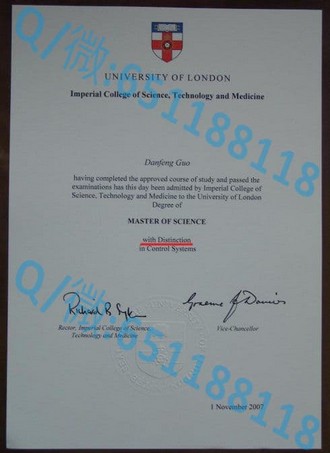 UNIVERSITY OF LONDON
Imperial College of Science, Technology and Medicine
Danfeng Guo
having completed the approved course of study and passed the
examinations has this day been admitted by Imperial College of
Science, Technology and Medicine to the University of London
Degree of
MASTER OF SCIENCE
with Distinction
in Control Systems
Rector, Imperial College of Science
Technology and Medicine
Vice-Chancellor
1 November 2007
Q/微:951188118
Q/微:951188118